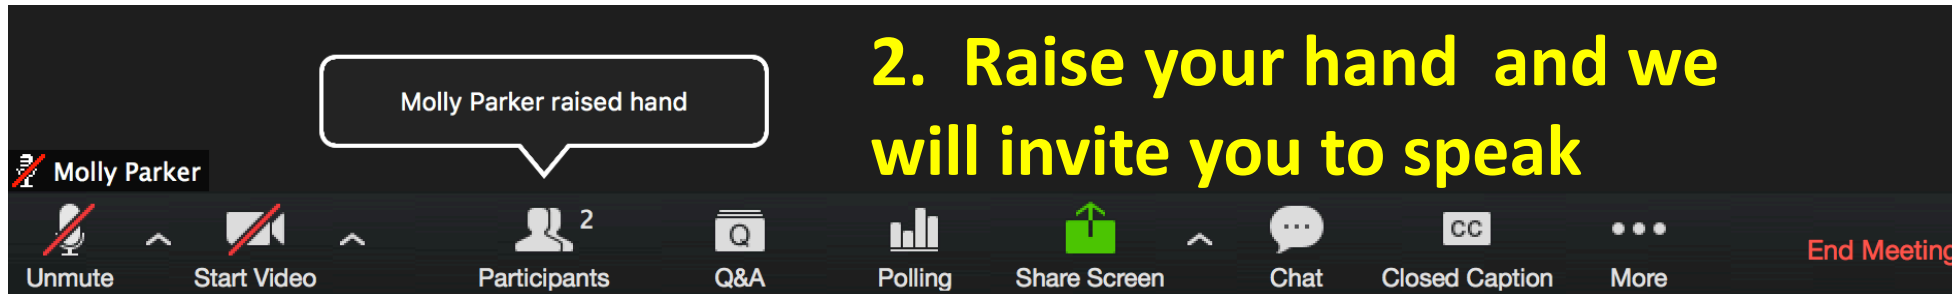 2. Raise your hand and we
will invite you to speak
Molly Parker raised hand
Molly Parker
2
Q
CC
Unmute Start Video Participants Q&A Polling Share Screen Chat Closed Caption More End Meeting